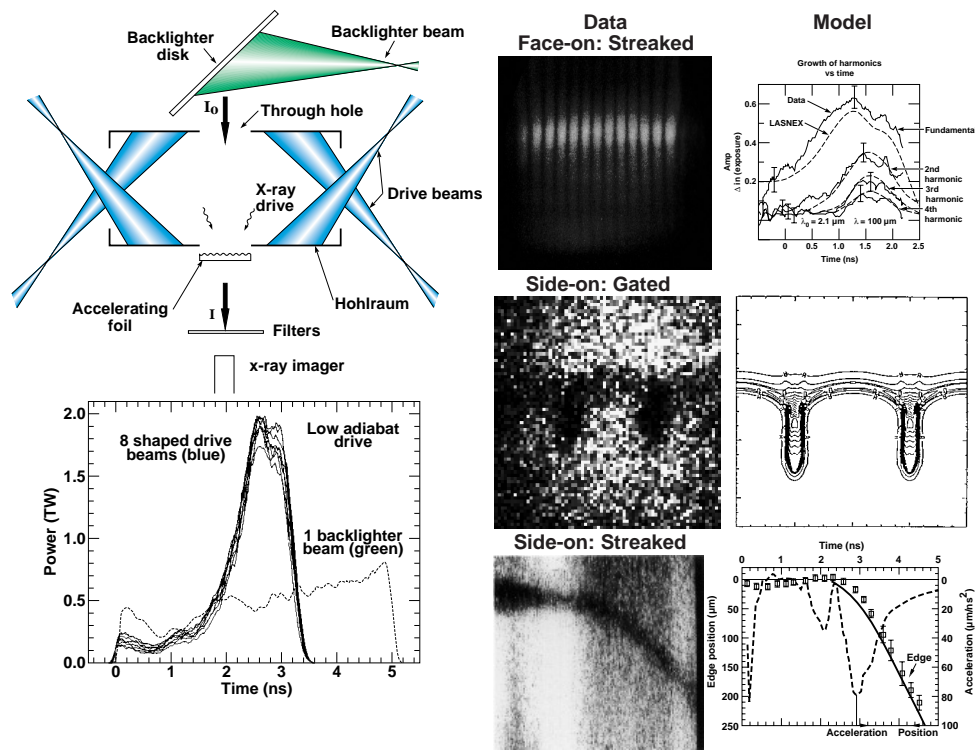 Backlighter
disk
Backlighter beam
I₀
Through hole
X-ray
drive
Drive beams
Accelerating
foil
I
Hohlraum
Filters
x-ray imager
2.0
1.5
1.0
0.5
0.0
Power (TW)
8 shaped drive
beams (blue)
Low adiabat
drive
1 backlighter
beam (green)
0 1 2 3 4 5
Time (ns)
Data
Face-on: Streaked
Model
Growth of harmonics
vs time
0.6
0.4
0.2
Amp
Δ in (exposure)
Data
LASNEX
Fundamenta
2nd
harmonic
3rd
harmonic
4th
harmonic
λ₀ = 2.1 µm λ = 100 µm
0 0.5 1.0 1.5 2.0 2.5
Time (ns)
Side-on: Gated
Side-on: Streaked
Time (ns)
0 1 2 3 4 5
0
50
100
150
200
250
Edge position (µm)
0
20
40
60
80
100
Acceleration (µm/ns²)
Edge
Acceleration
Position